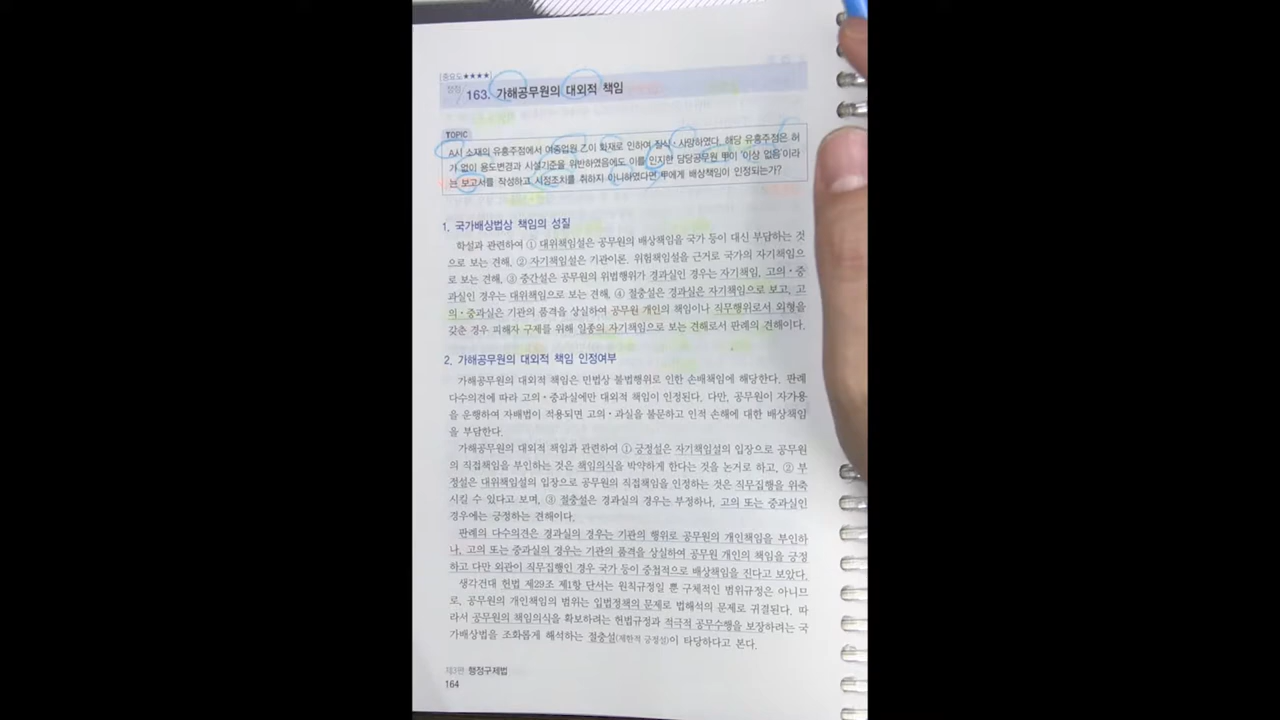 중요도★★★★
쟁점 163. 가해공무원의 대외적 책임
TOPIC
A시 소재의 유흥주점에서 여종업원 乙이 화재로 인하여 질식·사망하였다. 해당 유흥주점은 허
가 없이 용도변경과 시설기준을 위반하였음에도 이를 인지한 담당공무원 甲이 '이상 없음'이라
는 보고서를 작성하고 시정조치를 취하지 아니하였다면 甲에게 배상책임이 인정되는가?
1. 국가배상법상 책임의 성질
학설과 관련하여 ① 대위책임설은 공무원의 배상책임을 국가 등이 대신 부담하는 것
으로 보는 견해, ② 자기책임설은 기관이론, 위험책임설을 근거로 국가의 자기책임으
로 보는 견해, ③ 중간설은 공무원의 위법행위가 경과실인 경우는 자기책임, 고의·중
과실인 경우는 대위책임으로 보는 견해, ④ 절충설은 경과실은 자기책임으로 보고, 고
의·중과실은 기관의 품격을 상실하여 공무원 개인의 책임이나 직무행위로서 외형을
갖춘 경우 피해자 구제를 위해 일종의 자기책임으로 보는 견해로서 판례의 견해이다.
2. 가해공무원의 대외적 책임 인정여부
가해공무원의 대외적 책임은 민법상 불법행위로 인한 손배책임에 해당한다. 판례
다수의견에 따라 고의·중과실에만 대외적 책임이 인정된다. 다만, 공무원이 자가용
을 운행하여 자배법이 적용되면 고의·과실을 불문하고 인적 손해에 대한 배상책임
을 부담한다.
가해공무원의 대외적 책임과 관련하여 ① 긍정설은 자기책임설의 입장으로 공무원
의 직접책임을 부인하는 것은 책임의식을 박약하게 한다는 것을 논거로 하고, ② 부
정설은 대위책임설의 입장으로 공무원의 직접책임을 인정하는 것은 직무집행을 위축
시킬 수 있다고 보며, ③ 절충설은 경과실의 경우는 부정하나, 고의 또는 중과실인
경우에는 긍정하는 견해이다.
판례의 다수의견은 경과실의 경우는 기관의 행위로 공무원의 개인책임을 부인하
나, 고의 또는 중과실의 경우는 기관의 품격을 상실하여 공무원 개인의 책임을 긍정
하고 다만 외관이 직무집행인 경우 국가 등이 중첩적으로 배상책임을 진다고 보았다.
생각건대 헌법 제29조 제1항 단서는 원칙규정일 뿐 구체적인 범위규정은 아니므
로, 공무원의 개인책임의 범위는 입법정책의 문제로 법해석의 문제로 귀결된다. 따
라서 공무원의 책임의식을 확보하려는 헌법규정과 적극적 공무수행을 보장하려는 국
가배상법을 조화롭게 해석하는 절충설(제한적 긍정설)이 타당하다고 본다.
제3편 행정구제법
164